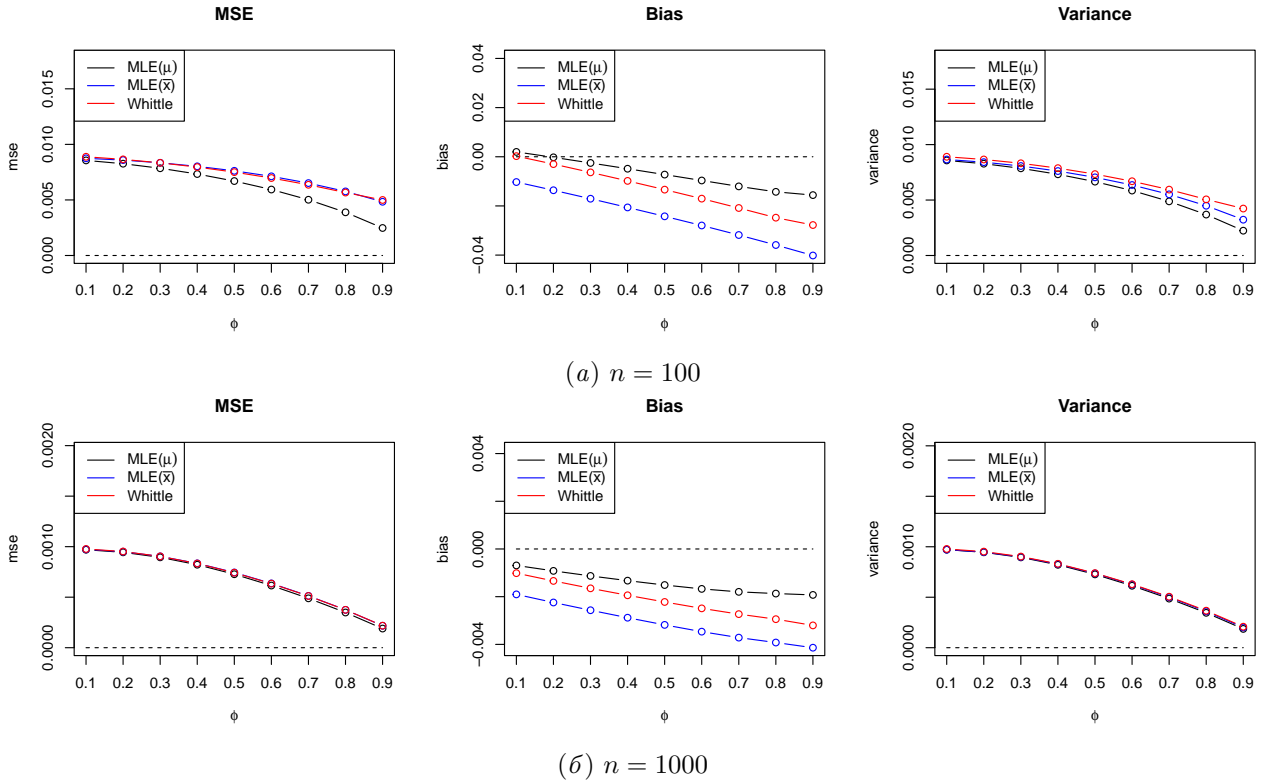 MSE
MLE(μ)
MLE(x̅)
Whittle
mse
0.000 0.005 0.010 0.015
0.1 0.2 0.3 0.4 0.5 0.6 0.7 0.8 0.9
ϕ
Bias
MLE(μ)
MLE(x̅)
Whittle
bias
−0.04 0.00 0.02 0.04
0.1 0.2 0.3 0.4 0.5 0.6 0.7 0.8 0.9
ϕ
Variance
MLE(μ)
MLE(x̅)
Whittle
variance
0.000 0.005 0.010 0.015
0.1 0.2 0.3 0.4 0.5 0.6 0.7 0.8 0.9
ϕ
(а) n = 100
MSE
MLE(μ)
MLE(x̅)
Whittle
mse
0.0000 0.0010 0.0020
0.1 0.2 0.3 0.4 0.5 0.6 0.7 0.8 0.9
ϕ
Bias
MLE(μ)
MLE(x̅)
Whittle
bias
−0.004 0.000 0.004
0.1 0.2 0.3 0.4 0.5 0.6 0.7 0.8 0.9
ϕ
Variance
MLE(μ)
MLE(x̅)
Whittle
variance
0.0000 0.0010 0.0020
0.1 0.2 0.3 0.4 0.5 0.6 0.7 0.8 0.9
ϕ
(б) n = 1000